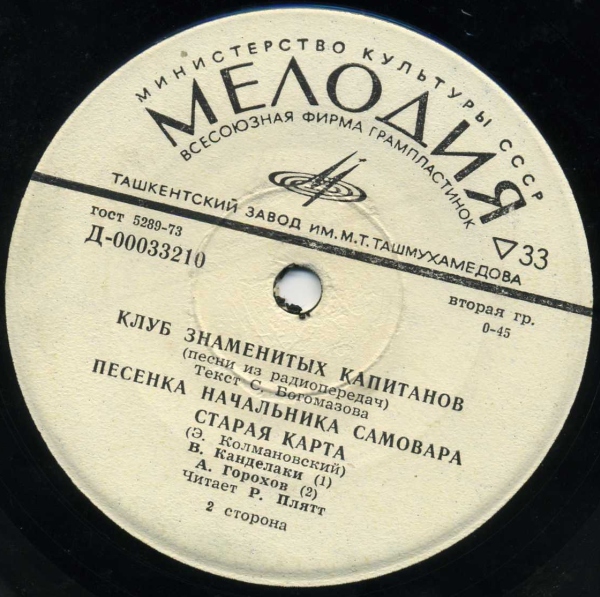 МИНИСТЕРСТВО КУЛЬТУРЫ СССР
МЕЛОДИЯ
ВСЕСОЮЗНАЯ ФИРМА ГРАМПЛАСТИНОК
ТАШКЕНТСКИЙ ЗАВОД ИМ. М.Т. ТАШМУХАМЕДОВА
▽33
гост 5289-73
Д-00033210
вторая гр.
0-45
КЛУБ ЗНАМЕНИТЫХ КАПИТАНОВ
(песни из радиопередач)
Текст С. Богомазова
ПЕСЕНКА НАЧАЛЬНИКА САМОВАРА
СТАРАЯ КАРТА
(Э. Колмановский)
В. Канделаки (1)
А. Горохов (2)
Читает Р. Плятт
2 сторона